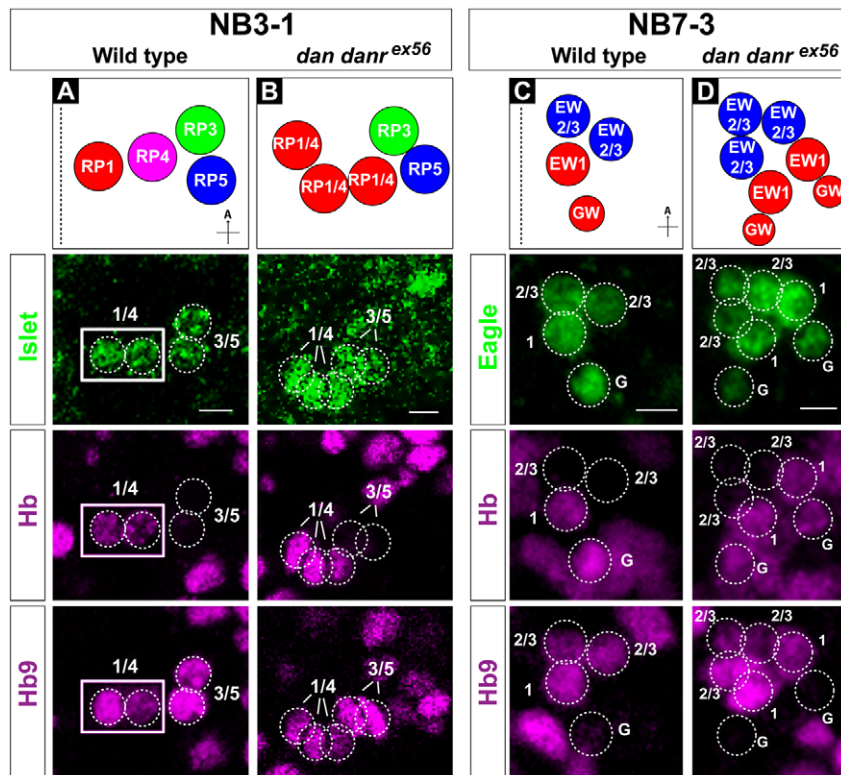 NB3-1
NB7-3
Wild type
dan danr ex56
Wild type
dan danr ex56
A
RP1
RP4
RP3
RP5
A
B
RP1/4
RP1/4
RP1/4
RP3
RP5
C
EW
2/3
EW
2/3
EW1
GW
A
D
EW
2/3
EW
2/3
EW
2/3
EW1
EW1
GW
GW
Islet
1/4
3/5
1/4
3/5
Eagle
2/3
2/3
1
G
2/3
2/3
1
2/3
1
G
G
Hb
1/4
3/5
1/4
3/5
Hb
2/3
2/3
1
G
2/3
2/3
1
2/3
1
G
G
Hb9
1/4
3/5
1/4
3/5
Hb9
2/3
2/3
1
G
2/3
2/3
1
2/3
1
G
G